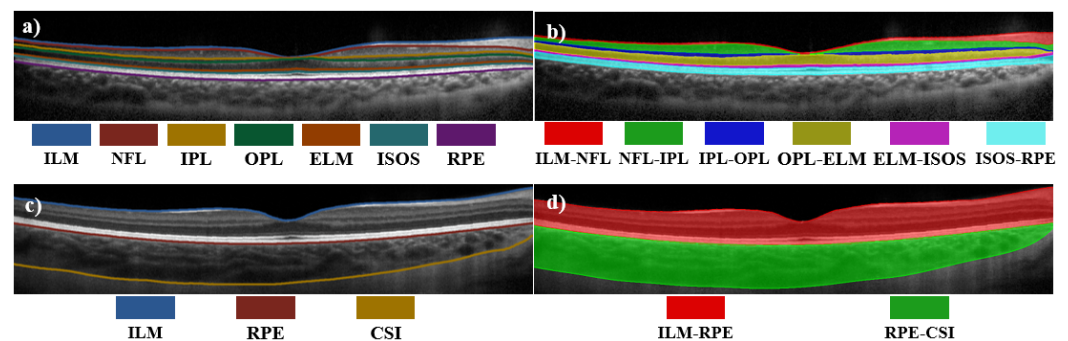 a)
b)
ILM NFL IPL OPL ELM ISOS RPE
ILM-NFL NFL-IPL IPL-OPL OPL-ELM ELM-ISOS ISOS-RPE
c)
d)
ILM RPE CSI
ILM-RPE RPE-CSI